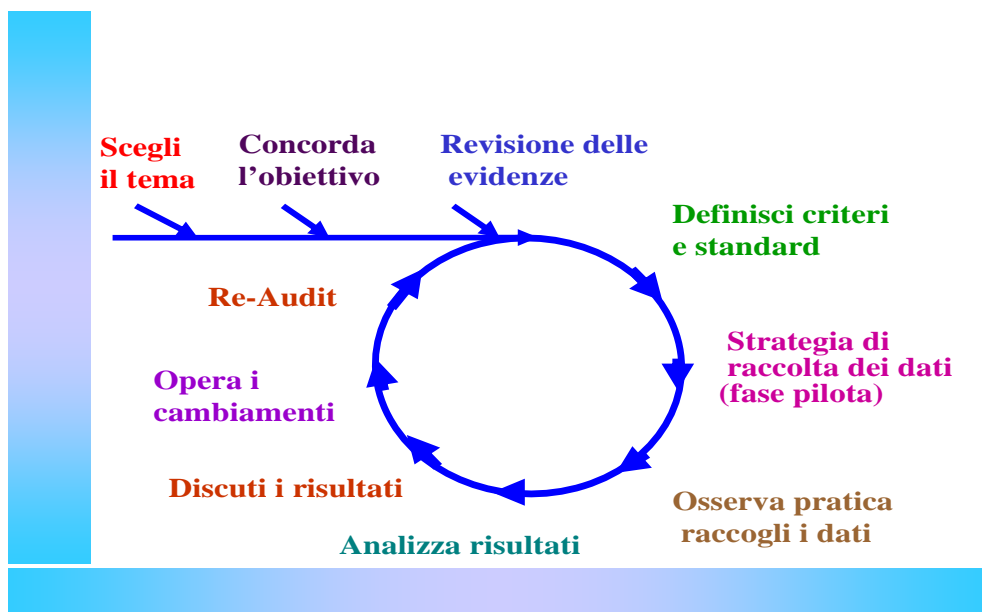 Scegli
il tema
Concorda
l’obiettivo
Revisione delle
evidenze
Definisci criteri
e standard
Strategia di
raccolta dei dati
(fase pilota)
Osserva pratica
raccogli i dati
Analizza risultati
Discuti i risultati
Opera i
cambiamenti
Re-Audit